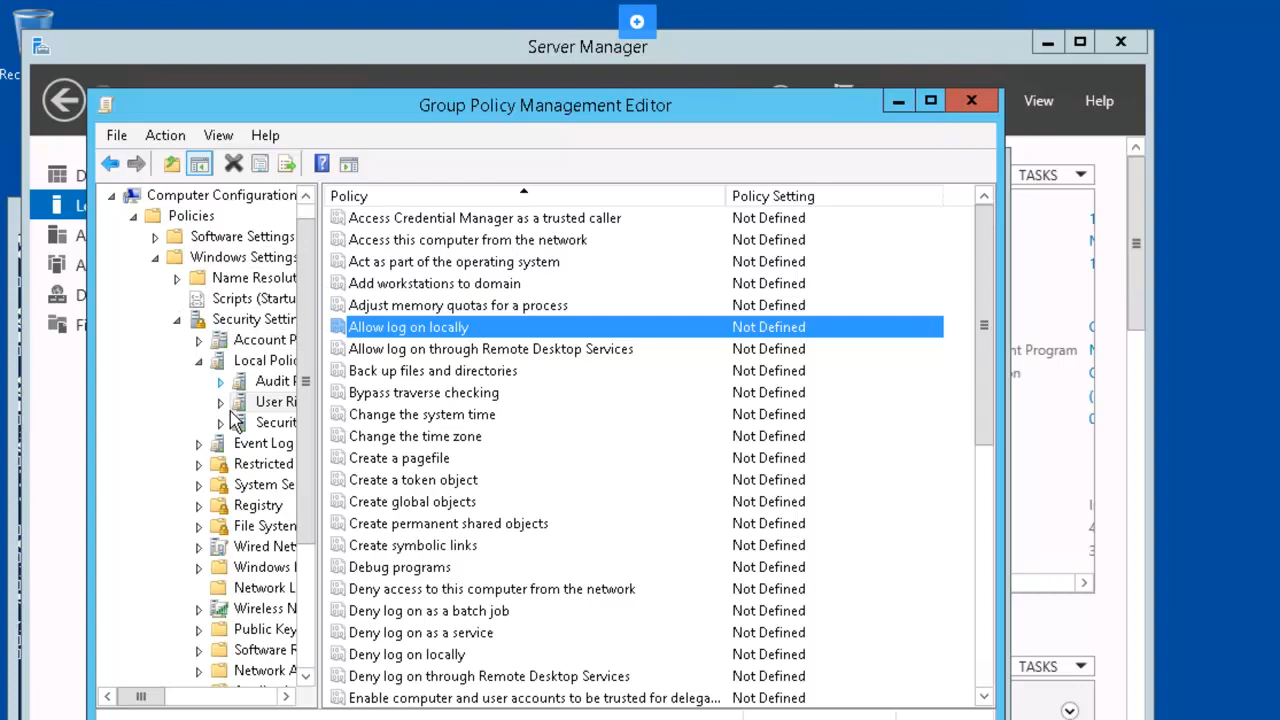 Rec
Server Manager
View Help
Group Policy Management Editor
File Action View Help
TASKS
Computer Configuration
Policies
Software Settings
Windows Settings
Name Resolut
Scripts (Startu
Security Settin
Account P
Local Polic
Audit P
User Ri
Securit
Event Log
Restricted
System Se
Registry
File System
Wired Net
Windows
Network L
Wireless N
Public Key
Software R
Network A
Policy Policy Setting
Access Credential Manager as a trusted caller Not Defined
Access this computer from the network Not Defined
Act as part of the operating system Not Defined
Add workstations to domain Not Defined
Adjust memory quotas for a process Not Defined
Allow log on locally Not Defined
Allow log on through Remote Desktop Services Not Defined
Back up files and directories Not Defined
Bypass traverse checking Not Defined
Change the system time Not Defined
Change the time zone Not Defined
Create a pagefile Not Defined
Create a token object Not Defined
Create global objects Not Defined
Create permanent shared objects Not Defined
Create symbolic links Not Defined
Debug programs Not Defined
Deny access to this computer from the network Not Defined
Deny log on as a batch job Not Defined
Deny log on as a service Not Defined
Deny log on locally Not Defined
Deny log on through Remote Desktop Services Not Defined
Enable computer and user accounts to be trusted for delega... Not Defined
nt Program
on
TASKS